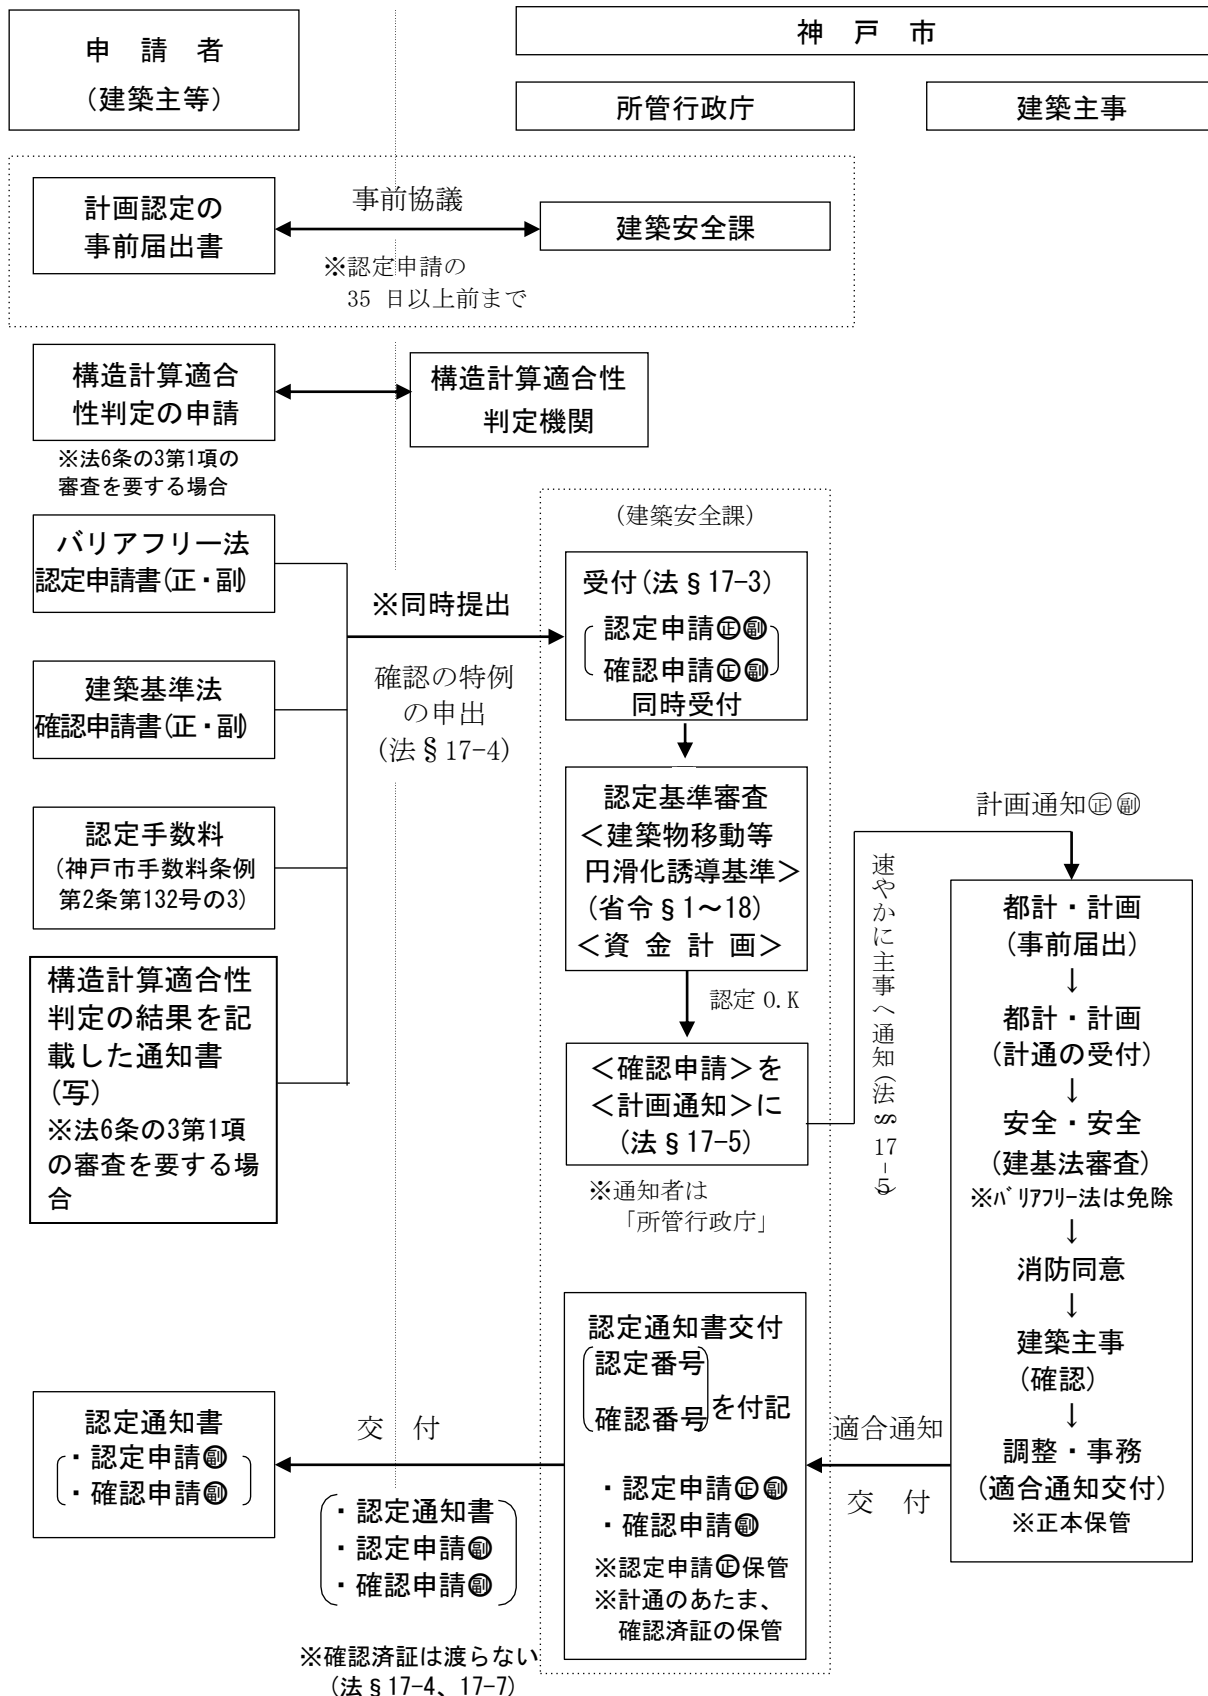 申　請　者
(建築主等)
神　戸　市
所管行政庁
建築主事
計画認定の
事前届出書
事前協議
※認定申請の
35 日以上前まで
建築安全課
構造計算適合
性判定の申請
※法6条の3第1項の
審査を要する場合
構造計算適合性
判定機関
バリアフリー法
認定申請書(正・副)
建築基準法
確認申請書(正・副)
認定手数料
(神戸市手数料条例
第2条第132号の3)
構造計算適合性
判定の結果を記
載した通知書
(写)
※法6条の3第1項
の審査を要する場
合
※同時提出
確認の特例
の申出
(法§17-4)
(建築安全課)
受付(法§17-3)
認定申請㊣副
確認申請㊣副
同時受付
認定基準審査
＜建築物移動等
円滑化誘導基準＞
(省令§1～18)
＜資 金 計 画＞
認定 O.K
＜確認申請＞を
＜計画通知＞に
(法§17-5)
※通知者は
「所管行政庁」
速やかに主事へ通知(法§17-5)
計画通知㊣副
都計・計画
(事前届出)
↓
都計・計画
(計通の受付)
↓
安全・安全
(建基法審査)
※バリアフリー法は免除
↓
消防同意
↓
建築主事
(確認)
↓
調整・事務
(適合通知交付)
※正本保管
適合通知
交　付
認定通知書交付
認定番号
確認番号
を付記
・認定申請㊣副
・確認申請副
※認定申請㊣保管
※計通のあたま、
確認済証の保管
交　付
・認定通知書
・認定申請副
・確認申請副
※確認済証は渡らない
(法§17-4、17-7)
認定通知書
・認定申請副
・確認申請副